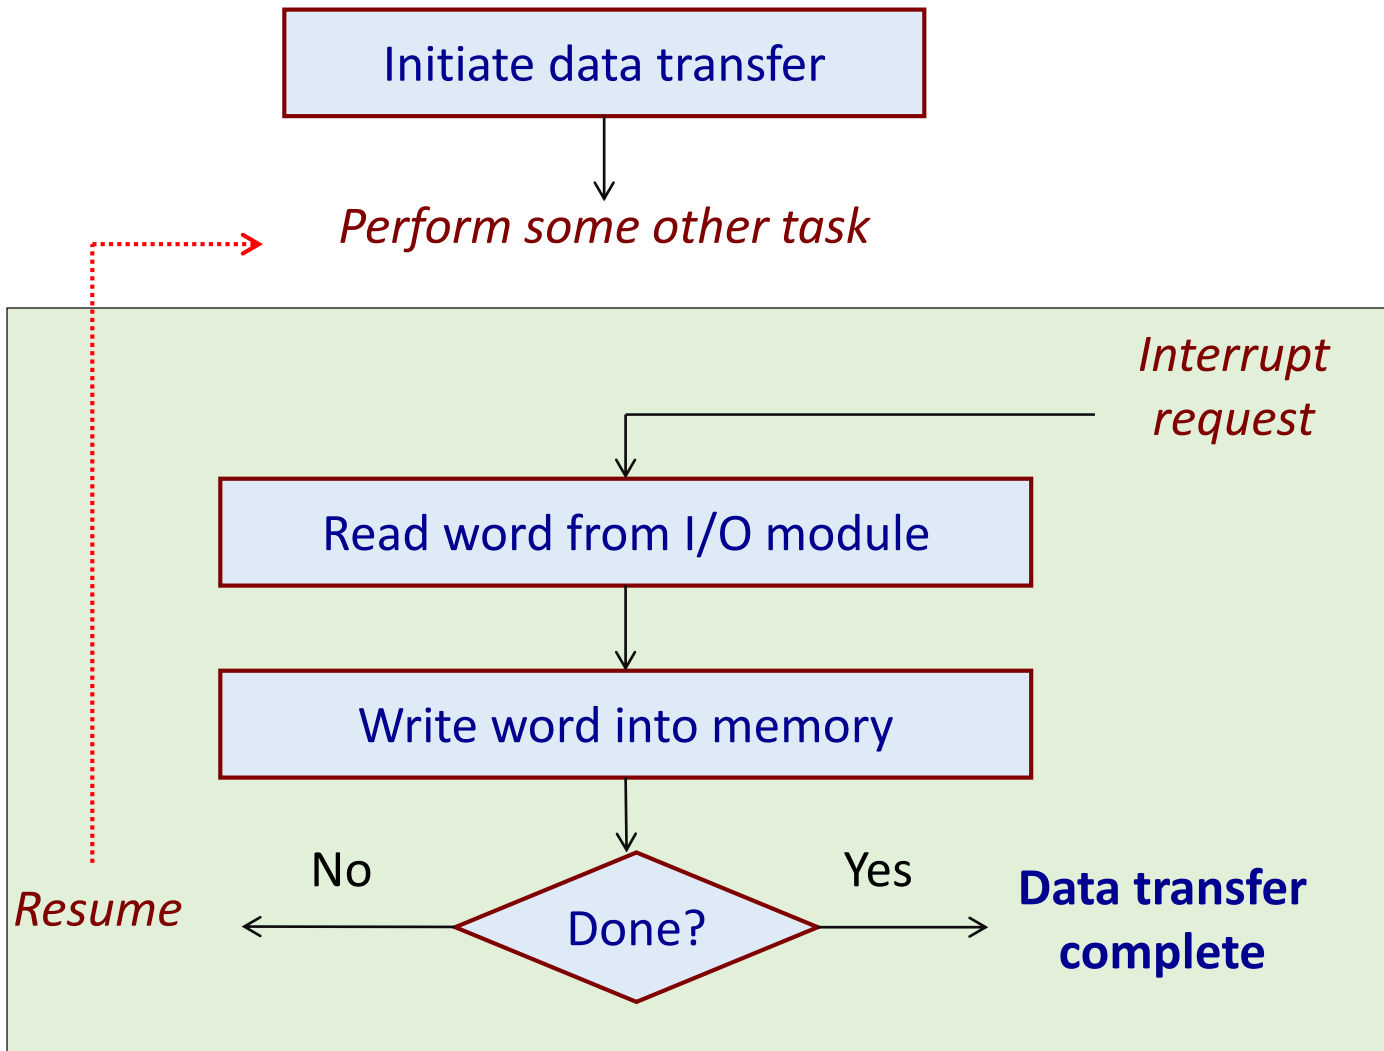 Initiate data transfer
Perform some other task
Interrupt
request
Read word from I/O module
Write word into memory
No
Yes
Resume
Done?
Data transfer
complete